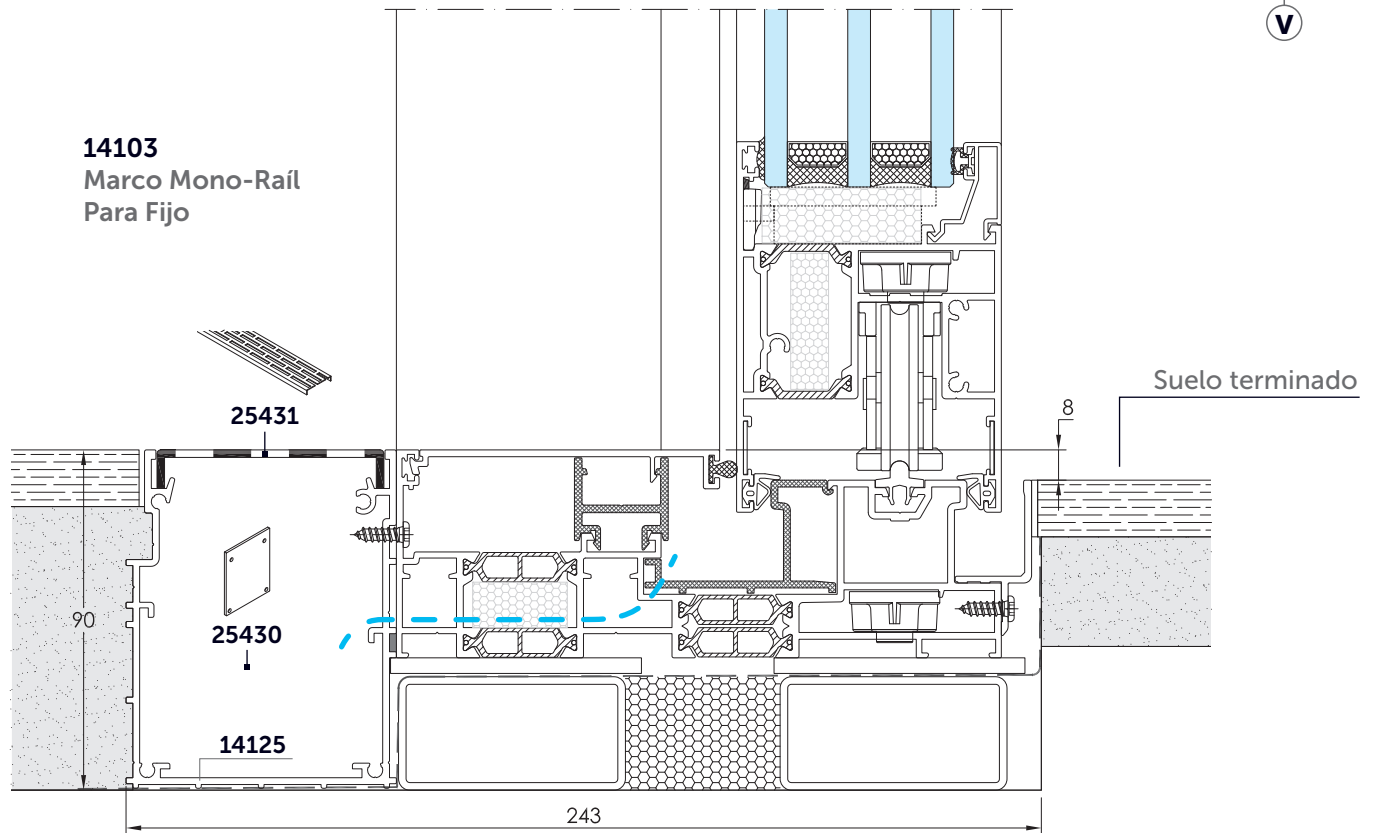 V
14103
Marco Mono-Raíl
Para Fijo
Suelo terminado
8
25431
90
25430
14125
243